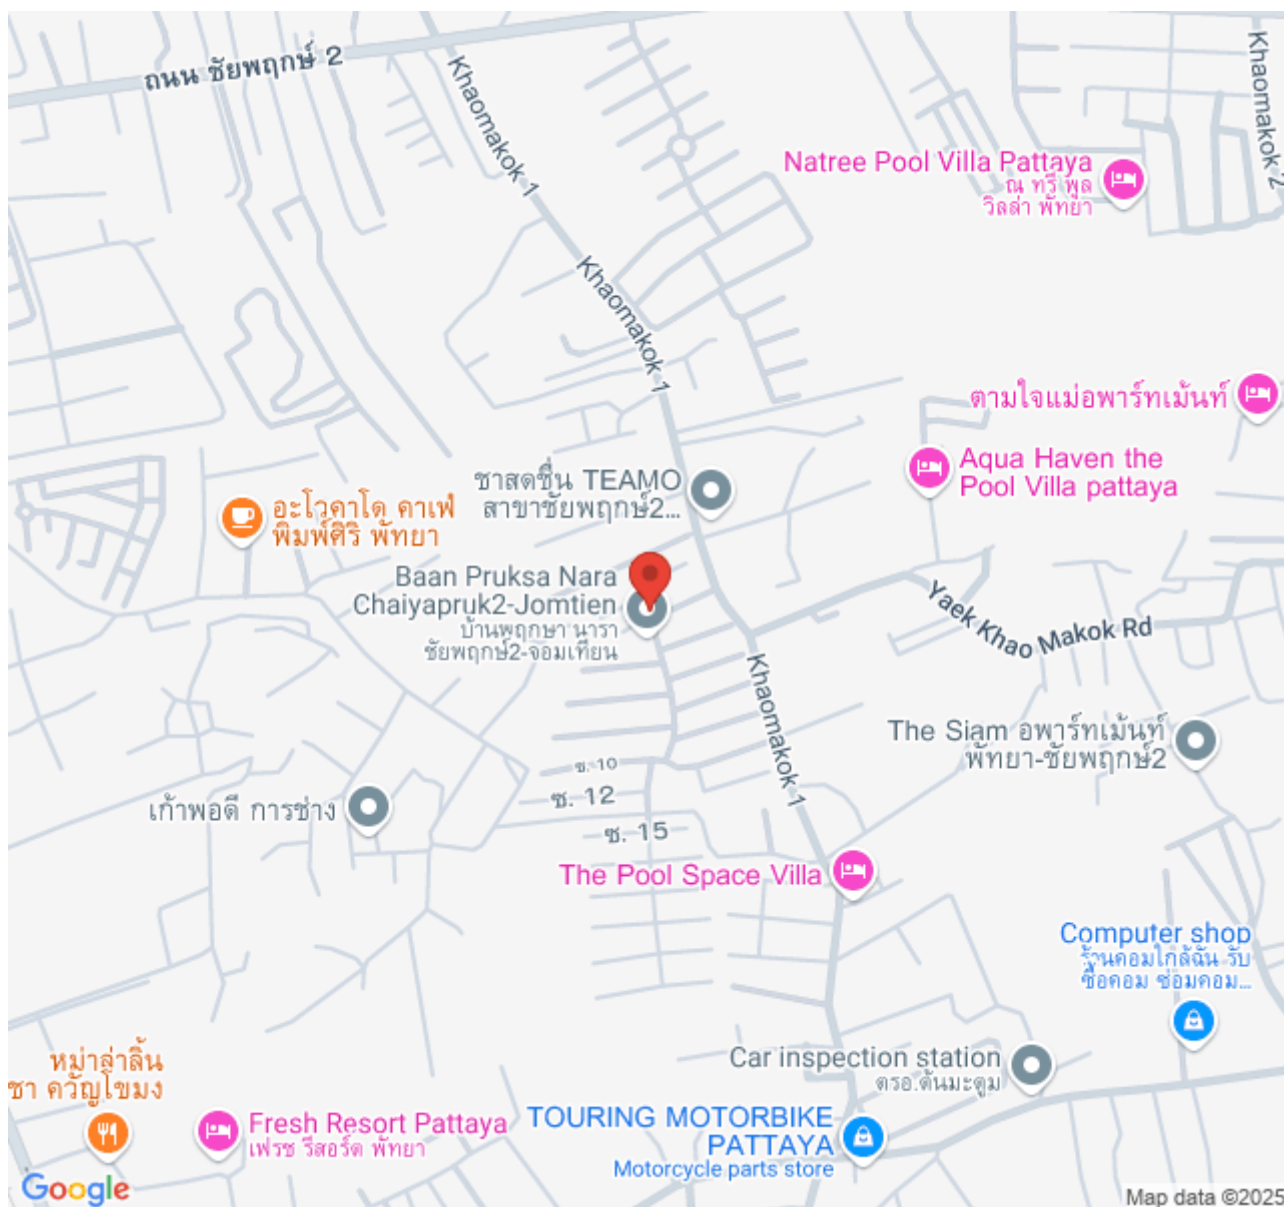 ถนน ชัยพฤกษ์ 2
Khaomakok 1
Khaomakok 2
Natree Pool Villa Pattaya
ณ ทรี พูล
วิลล่า พัทยา
Khaomakok 1
ตามใจแม่อพาร์ทเม้นท์
Aqua Haven the
Pool Villa pattaya
ชาสดชื่น TEAMO
สาขาชัยพฤกษ์2...
อะโวคาโด คาเฟ่
พิมพ์ศิริ พัทยา
Baan Pruksa Nara
Chaiyapruk2-Jomtien
บ้านพฤกษา นารา
ชัยพฤกษ์2-จอมเทียน
Yaek Khao Makok Rd
Khaomakok 1
The Siam อพาร์ทเม้นท์
พัทยา-ชัยพฤกษ์2
ซ. 10
ซ. 12
เก้าพอดี การช่าง
ซ. 15
The Pool Space Villa
Computer shop
ร้านคอมใกล้ฉัน รับ
ซื้อคอม ซ่อมคอม...
Car inspection station
ตรอ.ต้นมะตูม
หม่าล่าลิ้น
ชา ควัญโขมง
Fresh Resort Pattaya
เฟรช รีสอร์ต พัทยา
TOURING MOTORBIKE
PATTAYA
Motorcycle parts store
Google
Map data ©2025